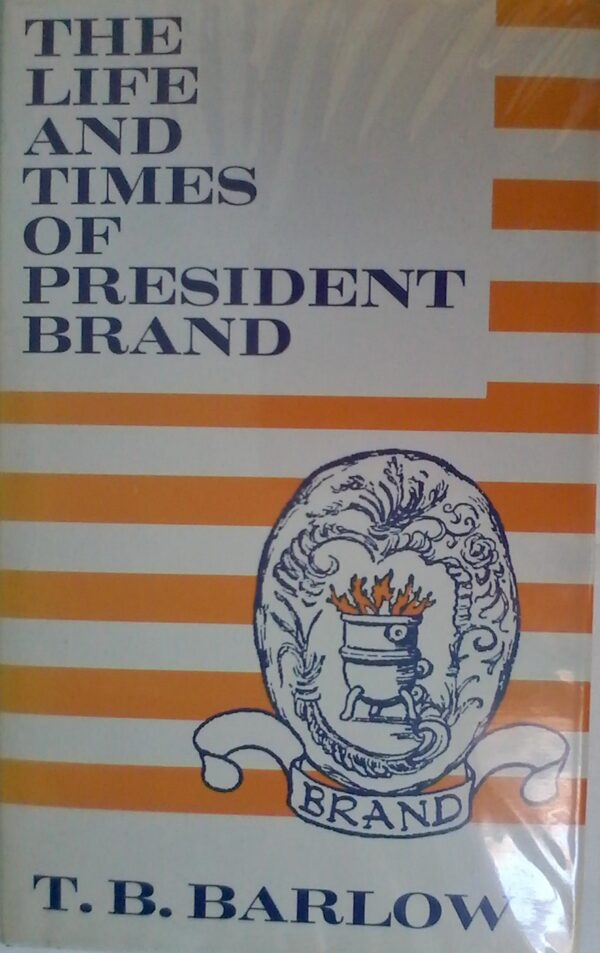 THE
LIFE
AND
TIMES
OF
PRESIDENT
BRAND
BRAND
T. B. BARLOW